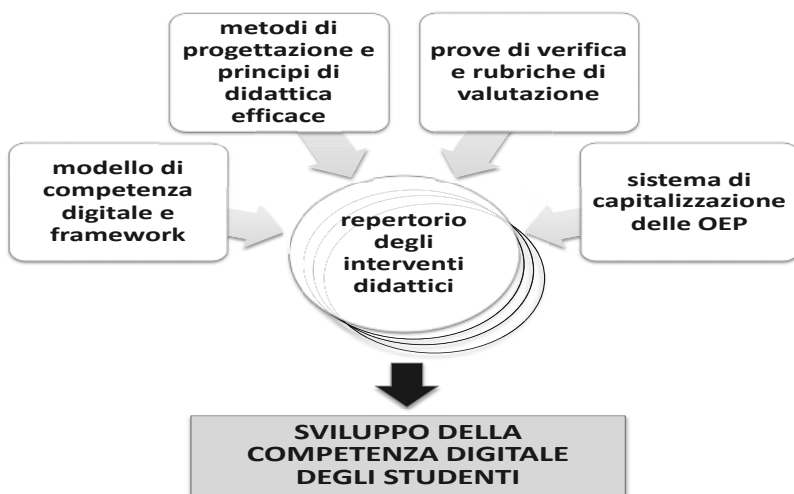 metodi di
progettazione e
principi di
didattica
efficace
prove di verifica
e rubriche di
valutazione
modello di
competenza
digitale e
framework
sistema di
capitalizzazione
delle OEP
repertorio
degli
interventi
didattici
SVILUPPO DELLA
COMPETENZA DIGITALE
DEGLI STUDENTI